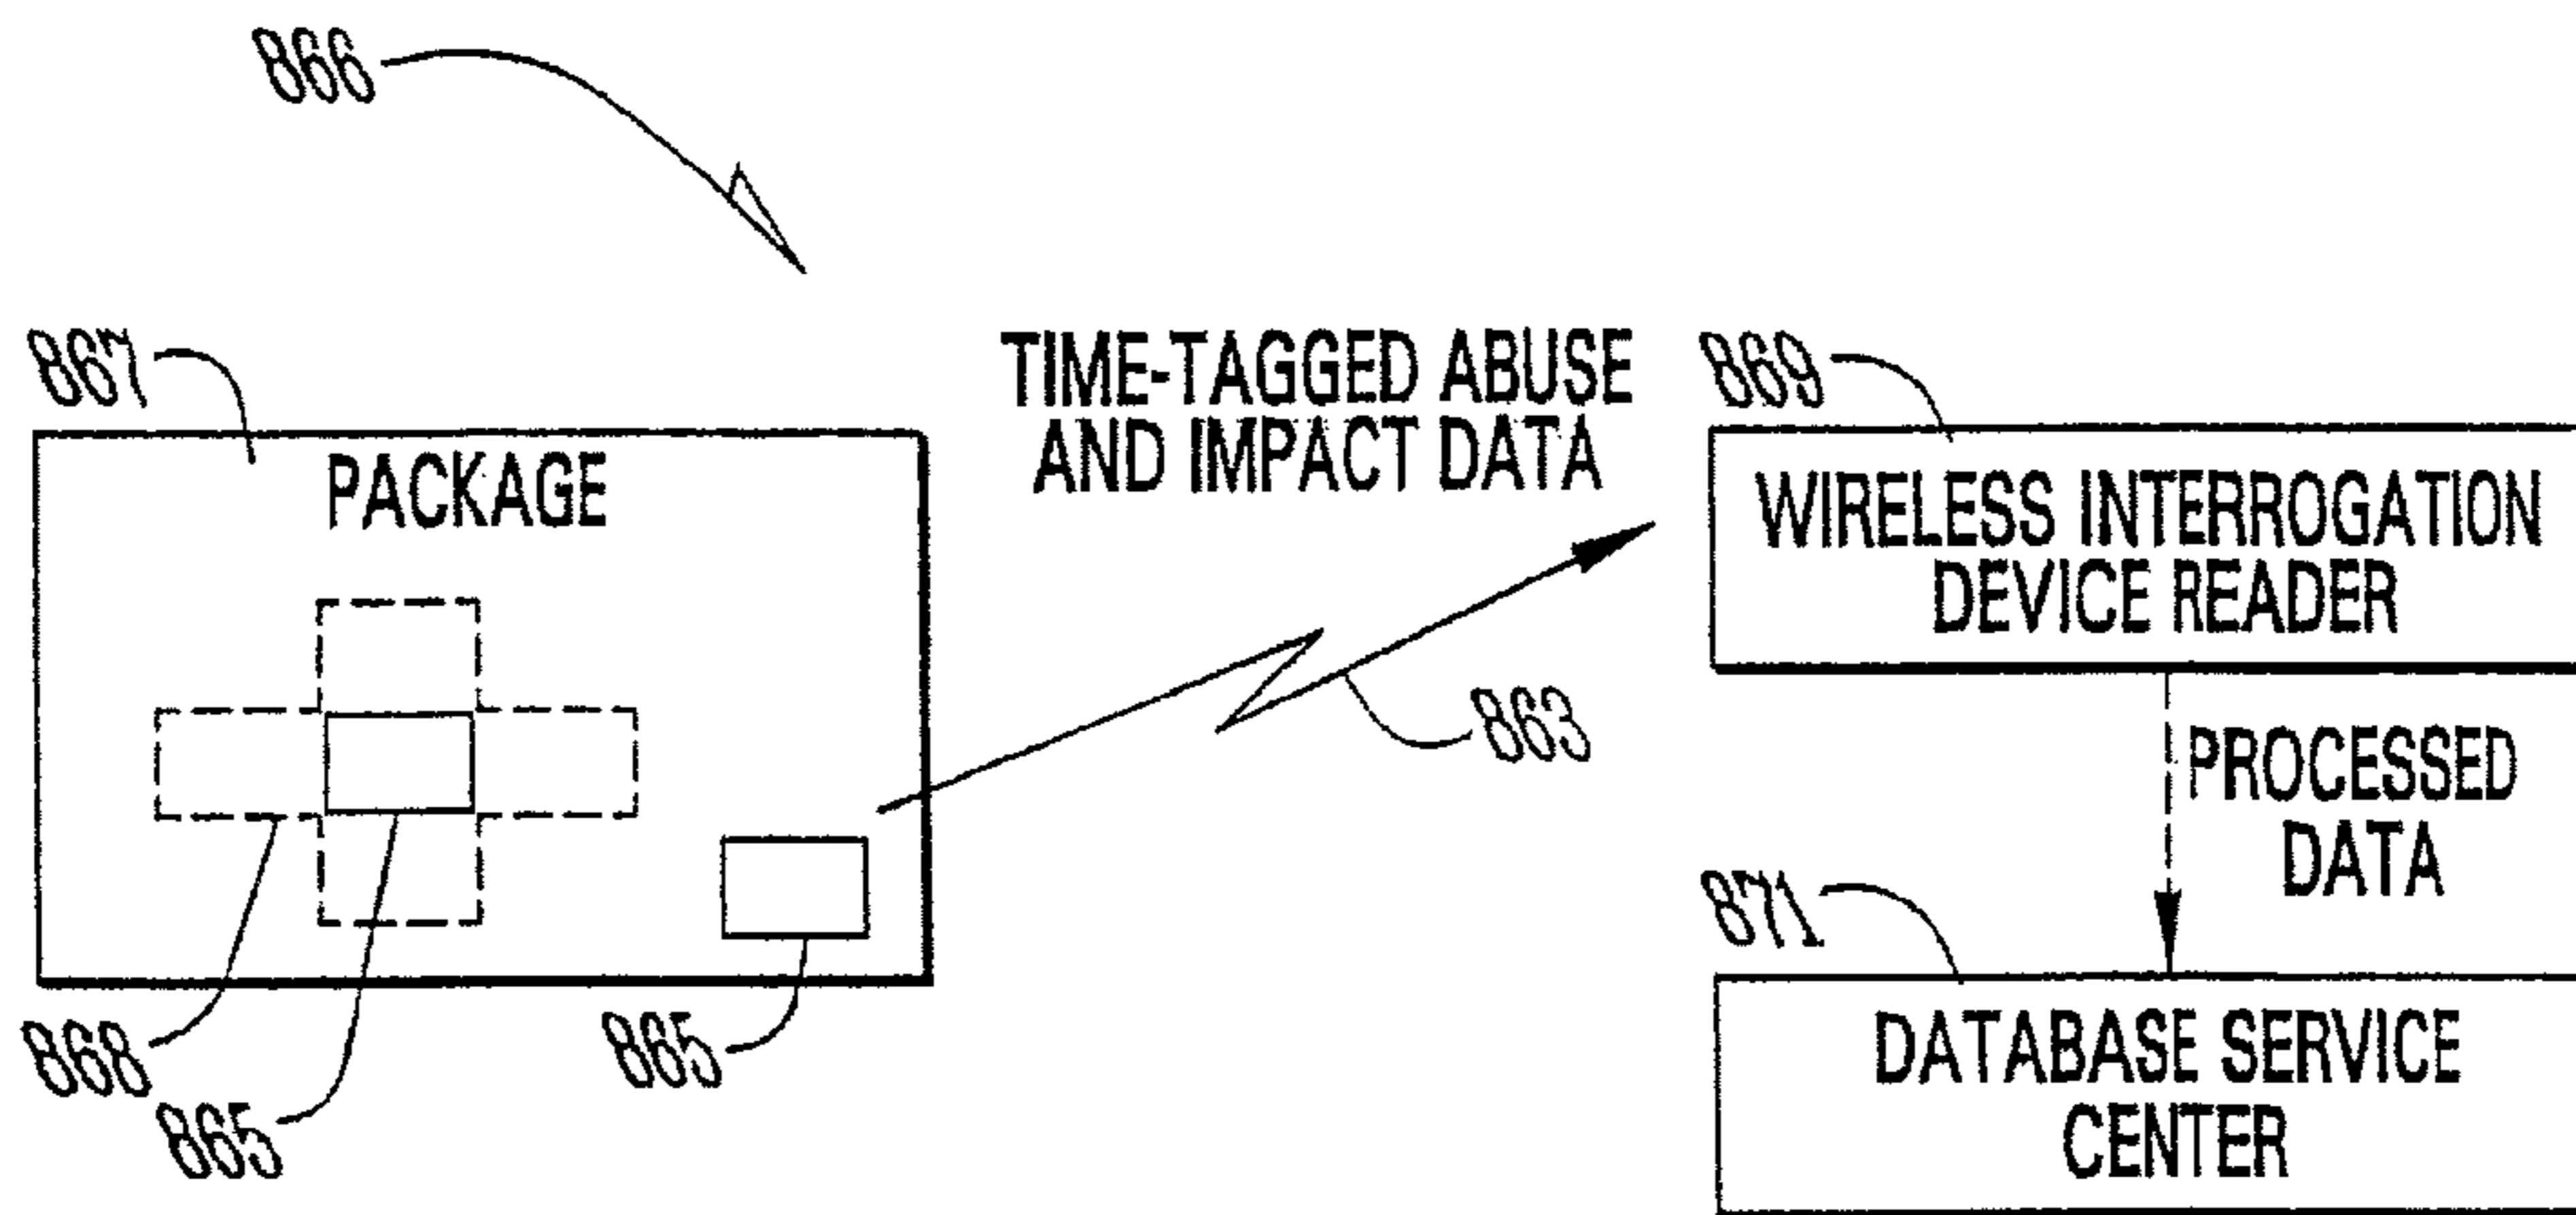 866
867
PACKAGE
TIME-TAGGED ABUSE
AND IMPACT DATA
869
WIRELESS INTERROGATION
DEVICE READER
863
PROCESSED
DATA
871
DATABASE SERVICE
CENTER
868
865
865